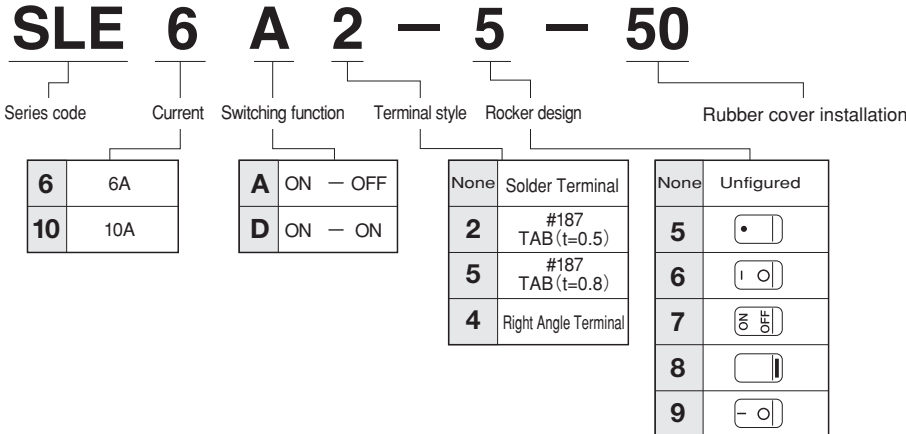 SLE 6 A 2 − 5 − 50
Series code
Current
Switching function
Terminal style
Rocker design
Rubber cover installation
6 6A
10 10A
A ON − OFF
D ON − ON
None Solder Terminal
2 #187
TAB(t=0.5)
5 #187
TAB(t=0.8)
4 Right Angle Terminal
None Unfigured
5
6
7 ON OFF
8
9